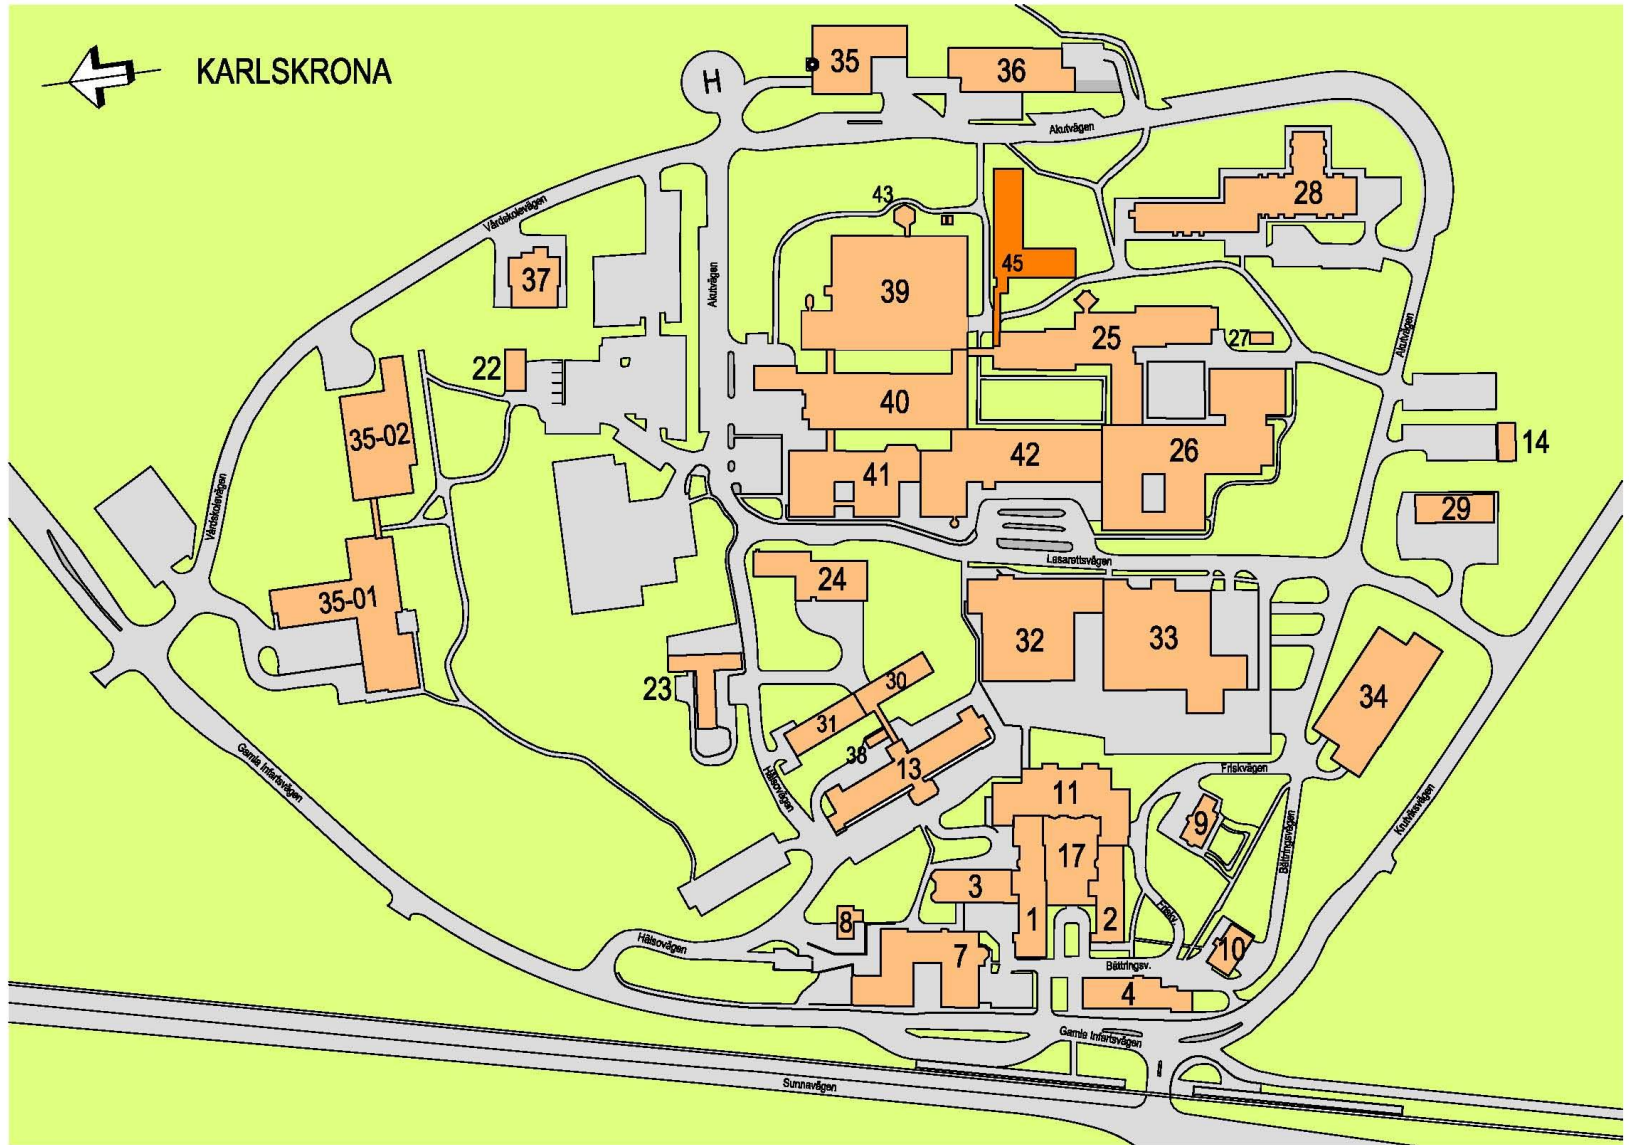 KARLSKRONA
H
35
36
Akutvägen
28
43
Vårdskolevägen
45
37
Akutvägen
39
25
27
Akutvägen
22
40
35-02
42
26
14
41
29
Vårdskolevägen
Lasarettsvägen
24
35-01
32
33
23
30
34
31
38
13
Gamla Infartsvägen
Hälsovägen
Friskvägen
11
9
Krutviksvägen
17
Bättringsvägen
3
8
1
2
Friskv.
Hälsovägen
10
7
Bättringsv.
4
Gamla Infartsvägen
Sunnavägen